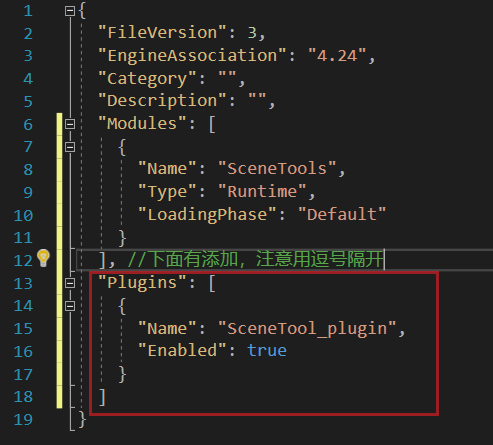 1 {
2 "FileVersion": 3,
3 "EngineAssociation": "4.24",
4 "Category": "",
5 "Description": "",
6 "Modules": [
7 {
8 "Name": "SceneTools",
9 "Type": "Runtime",
10 "LoadingPhase": "Default"
11 }
12 ], //下面有添加, 注意用逗号隔开
13 "Plugins": [
14 {
15 "Name": "SceneTool_plugin",
16 "Enabled": true
17 }
18 ]
19 }